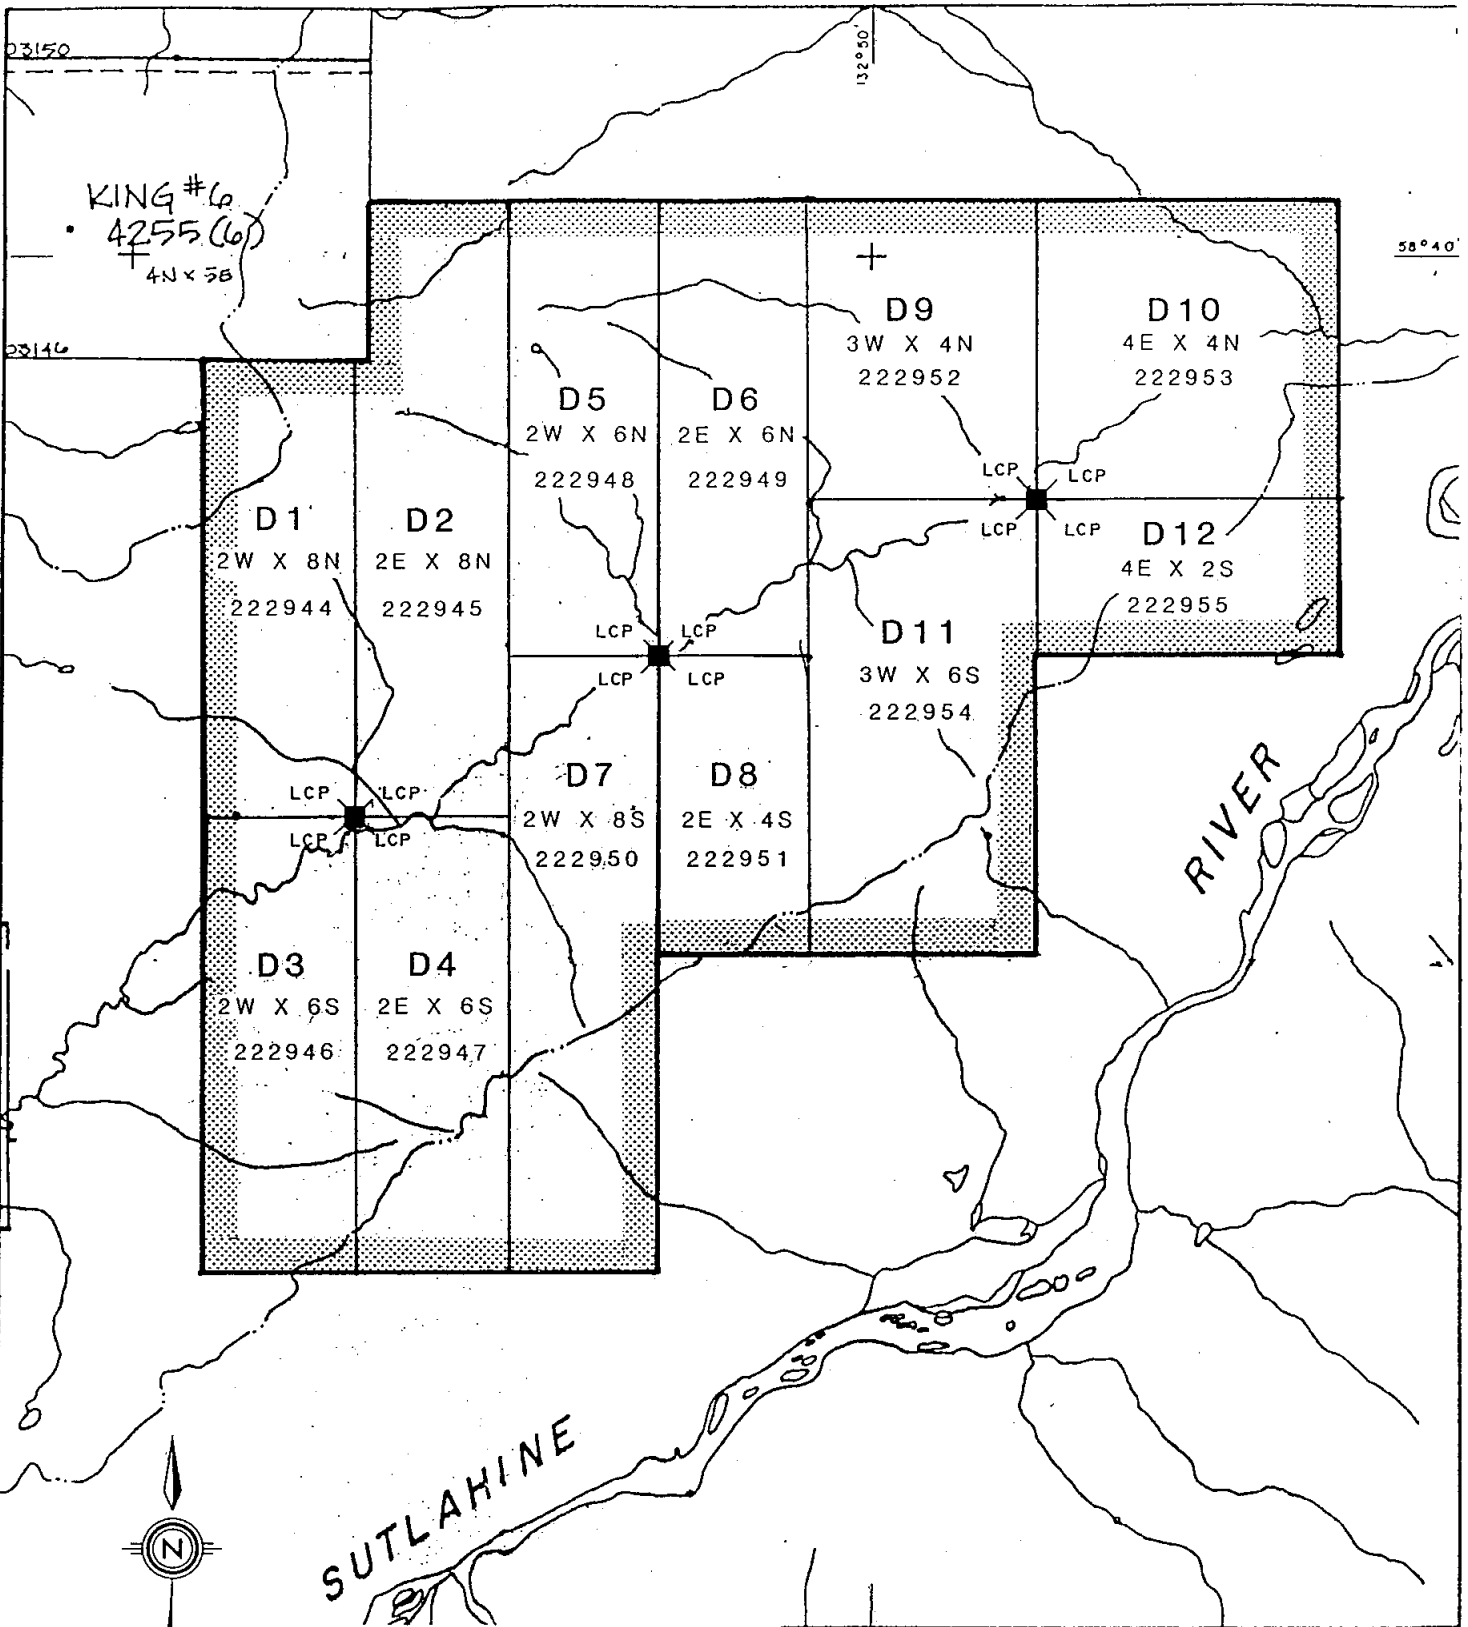 03150
132°50'
KING #6
4255(6)
4N x 5E
58°40'
03146
D9
3W X 4N
222952
D10
4E X 4N
222953
D5
2W X 6N
222948
D6
2E X 6N
222949
LCP LCP
LCP LCP
D1
2W X 8N
222944
D2
2E X 8N
222945
D12
4E X 2S
222955
LCP LCP
LCP LCP
D11
3W X 6S
222954
D7
2W X 8S
222950
D8
2E X 4S
222951
LCP LCP
LCP LCP
D3
2W X 6S
222946
D4
2E X 6S
222947
SUTLAHINE RIVER
N